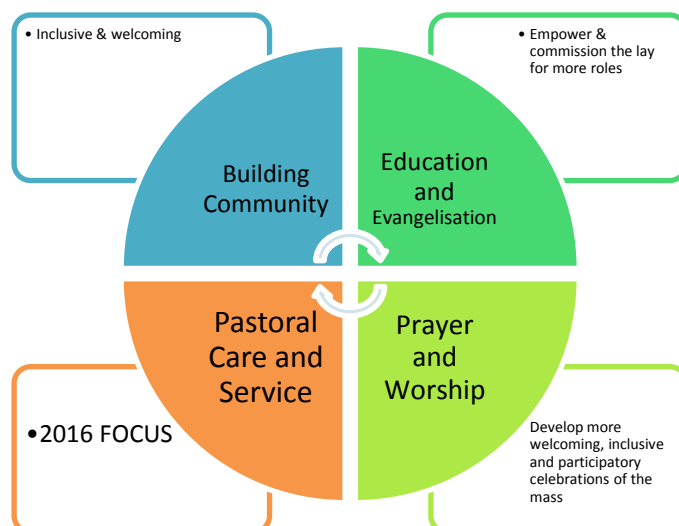 • Inclusive & welcoming
• Empower &
commission the lay
for more roles
Building
Community
Education
and
Evangelisation
Pastoral
Care and
Service
Prayer
and
Worship
•2016 FOCUS
Develop more
welcoming, inclusive
and participatory
celebrations of the
mass